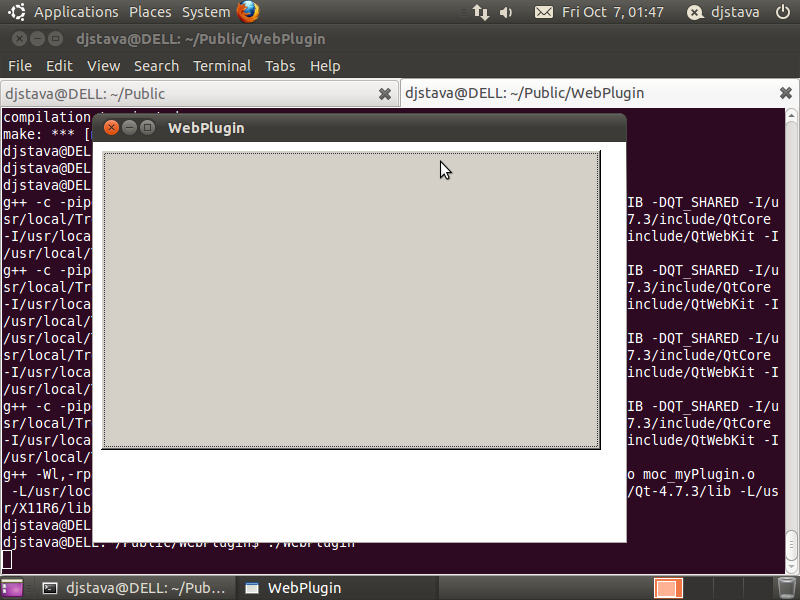 Applications Places System Fri Oct 7, 01:47 djstava
djstava@DELL: ~/Public/WebPlugin
File Edit View Search Terminal Tabs Help
djstava@DELL: ~/Public djstava@DELL: ~/Public/WebPlugin
compilation
make: *** [
WebPlugin
djstava@DELL
djstava@DELL
djstava@DELL
g++ -c -pip IB -DQT_SHARED -I/u
sr/local/Tr 7.3/include/QtCore
-I/usr/loca include/QtWebKit -I
/usr/local/
g++ -c -pip IB -DQT_SHARED -I/u
sr/local/Tr 7.3/include/QtCore
-I/usr/loca include/QtWebKit -I
/usr/local/
/usr/local/ IB -DQT_SHARED -I/u
sr/local/Tr 7.3/include/QtCore
-I/usr/loca include/QtWebKit -I
/usr/local/
g++ -c -pip IB -DQT_SHARED -I/u
sr/local/Tr 7.3/include/QtCore
-I/usr/loca include/QtWebKit -I
/usr/local/
g++ -Wl,-rp o moc_myPlugin.o
-L/usr/loc /Qt-4.7.3/lib -L/us
r/X11R6/lib
djstava@DELL
djstava@DELL: ~/Public/WebPlugin$ ./WebPlugin
djstava@DELL: ~/Pub... WebPlugin